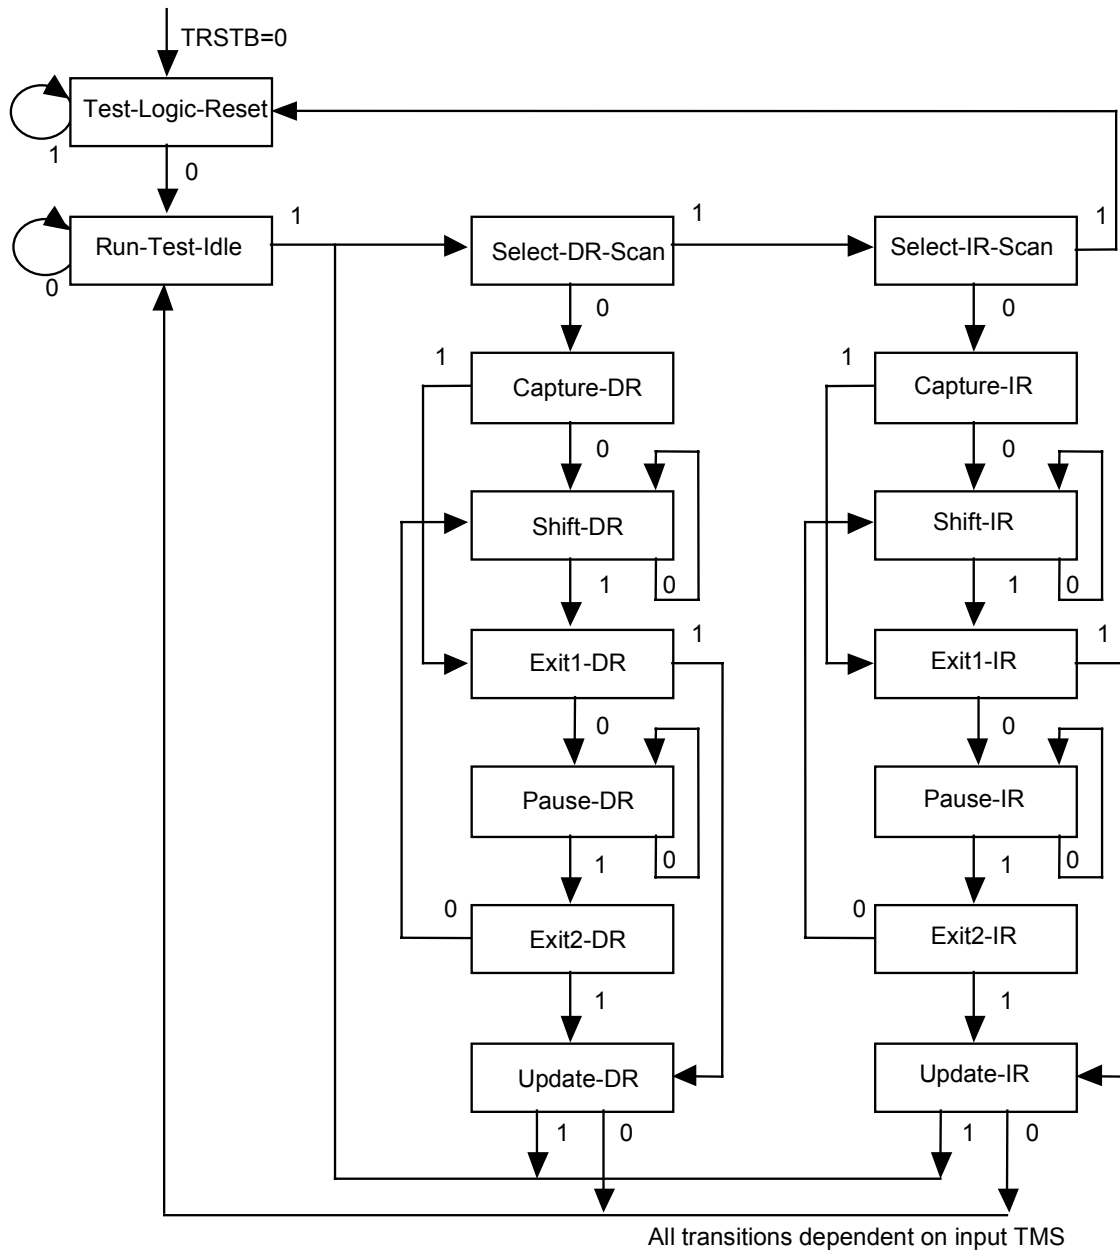 TRSTB=0
Test-Logic-Reset
1
0
1
1
1
Run-Test-Idle
Select-DR-Scan
Select-IR-Scan
0
0
0
1
1
Capture-DR
Capture-IR
0
0
Shift-DR
Shift-IR
1
0
1
0
1
1
Exit1-DR
Exit1-IR
0
0
Pause-DR
Pause-IR
1
0
1
0
0
0
Exit2-DR
Exit2-IR
1
1
Update-DR
Update-IR
1
0
1
0
All transitions dependent on input TMS